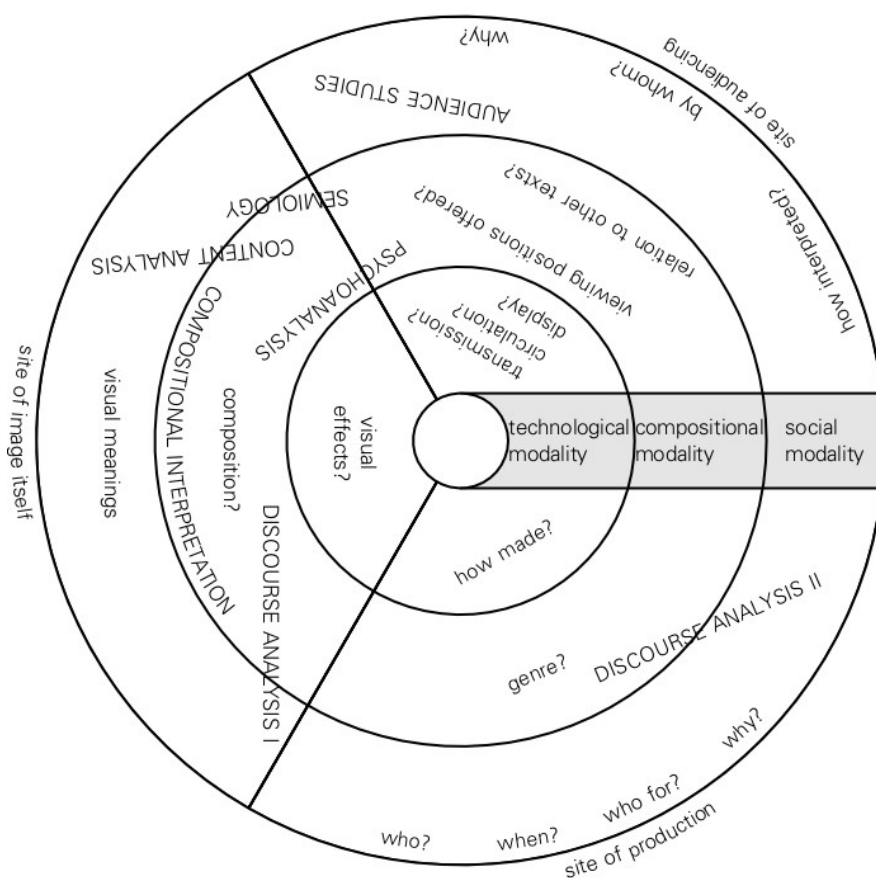 site of audiencing
why?
by whom?
how interpreted?
AUDIENCE STUDIES
relation to other texts?
viewing positions offered?
transmission?
circulation?
display?
SEMIOLOGY
CONTENT ANALYSIS
PSYCHOANALYSIS
COMPOSITIONAL INTERPRETATION
DISCOURSE ANALYSIS I
site of image itself
visual meanings
composition?
visual
effects?
technological
modality
compositional
modality
social
modality
how made?
genre?
DISCOURSE ANALYSIS II
who?
when?
who for?
why?
site of production